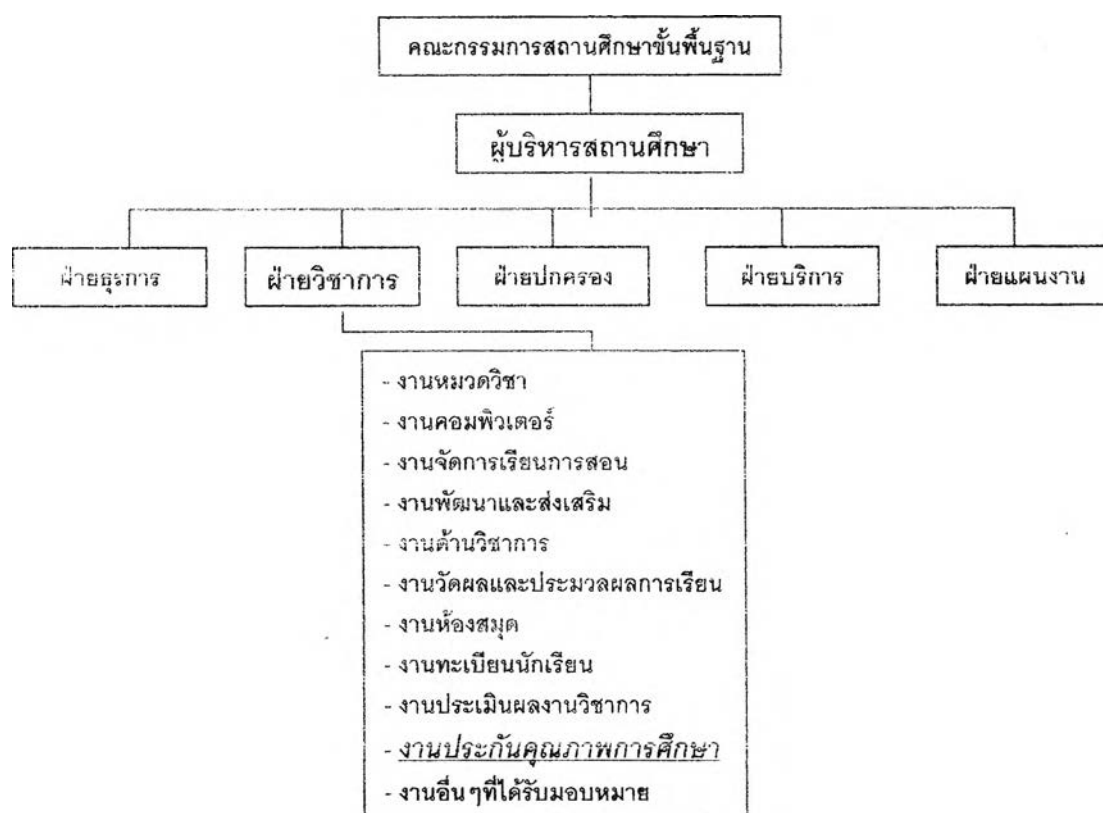 คณะกรรมการสถานศึกษาขั้นพื้นฐาน
ผู้บริหารสถานศึกษา
ฝ่ายธุรการ
ฝ่ายวิชาการ
ฝ่ายปกครอง
ฝ่ายบริการ
ฝ่ายแผนงาน
- งานหมวดวิชา
- งานคอมพิวเตอร์
- งานจัดการเรียนการสอน
- งานพัฒนาและส่งเสริม
- งานด้านวิชาการ
- งานวัดผลและประมวลผลการเรียน
- งานห้องสมุด
- งานทะเบียนนักเรียน
- งานประเมินผลงานวิชาการ
- งานประกันคุณภาพการศึกษา
- งานอื่นๆที่ได้รับมอบหมาย